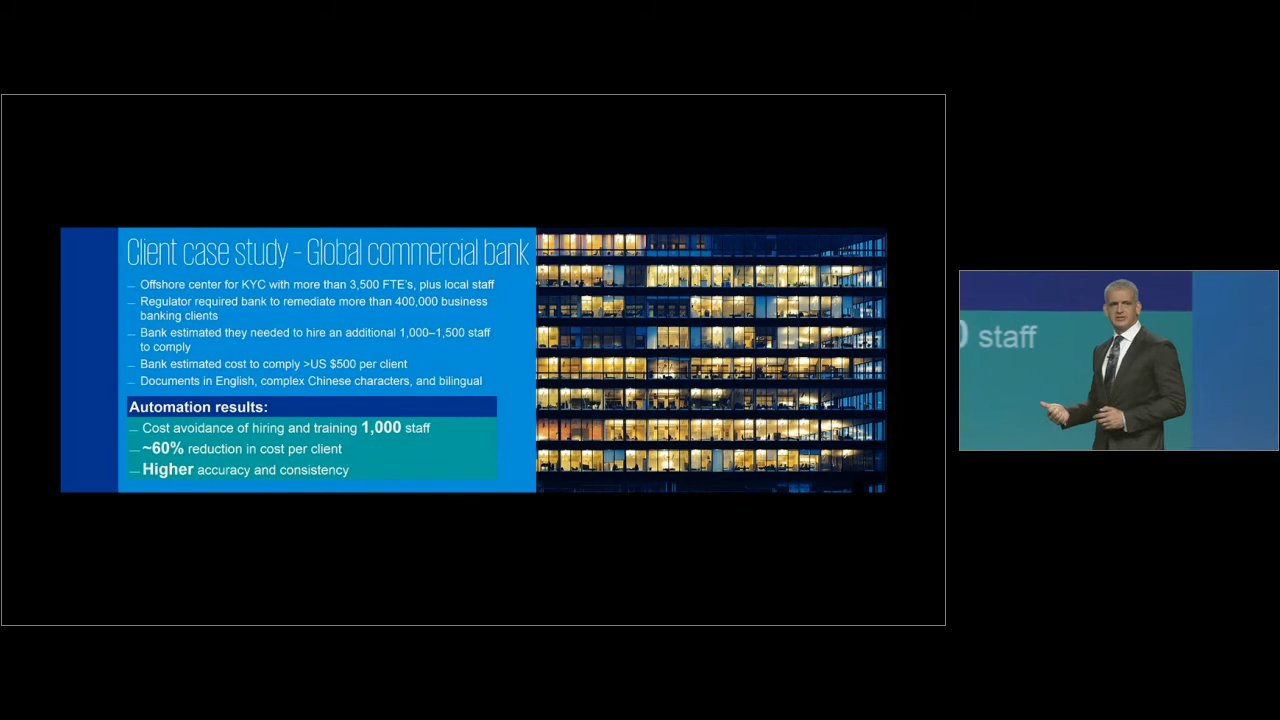 Client case study - Global commercial bank
— Offshore center for KYC with more than 3,500 FTE's, plus local staff
— Regulator required bank to remediate more than 400,000 business
banking clients
— Bank estimated they needed to hire an additional 1,000–1,500 staff
to comply
— Bank estimated cost to comply >US $500 per client
— Documents in English, complex Chinese characters, and bilingual
Automation results:
— Cost avoidance of hiring and training 1,000 staff
— ~60% reduction in cost per client
— Higher accuracy and consistency
0 staff